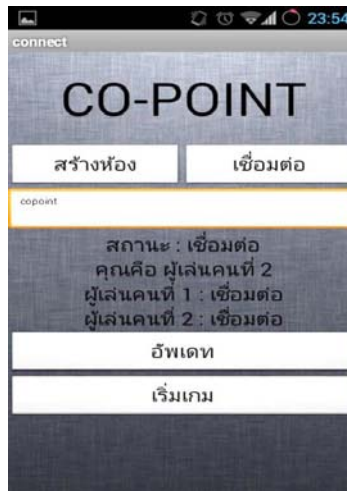 23:54
connect
CO-POINT
สร้างห้อง เชื่อมต่อ
copoint
สถานะ : เชื่อมต่อ
คุณคือ ผู้เล่นคนที่ 2
ผู้เล่นคนที่ 1 : เชื่อมต่อ
ผู้เล่นคนที่ 2 : เชื่อมต่อ
อัพเดท
เริ่มเกม